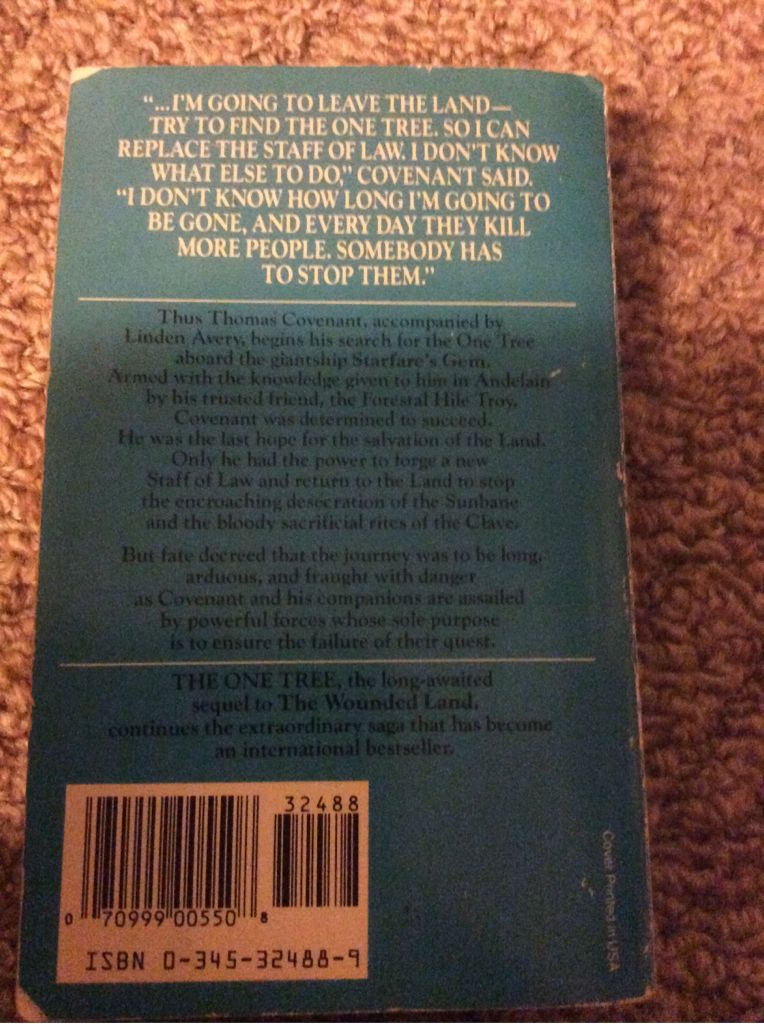 "...I'M GOING TO LEAVE THE LAND—
TRY TO FIND THE ONE TREE. SO I CAN
REPLACE THE STAFF OF LAW. I DON'T KNOW
WHAT ELSE TO DO," COVENANT SAID.
"I DON'T KNOW HOW LONG I'M GOING TO
BE GONE, AND EVERY DAY THEY KILL
MORE PEOPLE. SOMEBODY HAS
TO STOP THEM."
Thus Thomas Covenant, accompanied by
Linden Avery, begins his search for the One Tree
aboard the giantship Starfare's Gem.
Armed with the knowledge given to him in Andelain
by his trusted friend, the Forestal Hile Troy,
Covenant was determined to succeed.
He was the last hope for the salvation of the Land.
Only he had the power to forge a new
Staff of Law and return to the Land to stop
the encroaching desecration of the Sunbane
and the bloody sacrificial rites of the Clave.
But fate decreed that the journey was to be long,
arduous, and fraught with danger
as Covenant and his companions are assailed
by powerful forces whose sole purpose
is to ensure the failure of their quest.
THE ONE TREE, the long-awaited
sequel to The Wounded Land,
continues the extraordinary saga that has become
an international bestseller.
32488
0 70999 00550 8
ISBN 0-345-32488-9
Cover Printed in USA